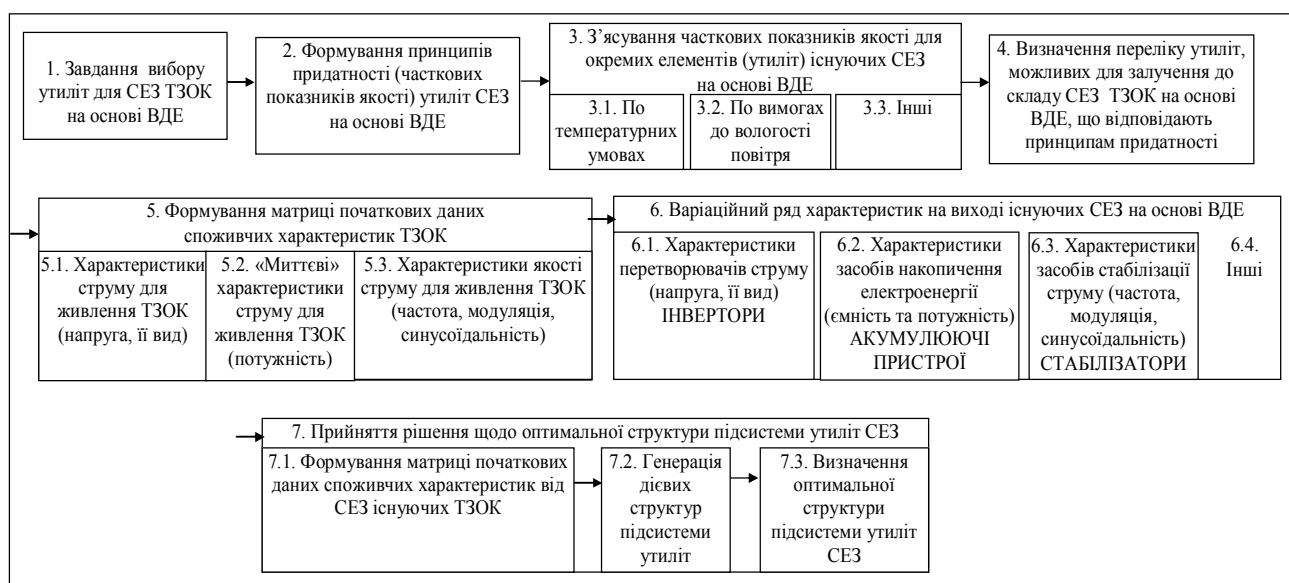 1. Завдання вибору
утиліт для СЕЗ ТЗОК
на основі ВДЕ
2. Формування принципів
придатності (часткових
показників якості) утиліт СЕЗ
на основі ВДЕ
3. З’ясування часткових показників якості для
окремих елементів (утиліт) існуючих СЕЗ
на основі ВДЕ
3.1. По
температурних
умовах
3.2. По вимогах
до вологості
повітря
3.3. Інші
4. Визначення переліку утиліт,
можливих для залучення до
складу СЕЗ ТЗОК на основі
ВДЕ, що відповідають
принципам придатності
5. Формування матриці початкових даних
споживчих характеристик ТЗОК
5.1. Характеристики
струму для
живлення ТЗОК
(напруга, її вид)
5.2. «Миттєві»
характеристики
струму для
живлення ТЗОК
(потужність)
5.3. Характеристики якості
струму для живлення ТЗОК
(частота, модуляція,
синусоїдальність)
6. Варіаційний ряд характеристик на виході існуючих СЕЗ на основі ВДЕ
6.1. Характеристики
перетворювачів струму
(напруга, її вид)
ІНВЕРТОРИ
6.2. Характеристики
засобів накопичення
електроенергії
(ємність та потужність)
АКУМУЛЮЮЧІ
ПРИСТРОЇ
6.3. Характеристики
засобів стабілізації
струму (частота,
модуляція,
синусоїдальність)
СТАБІЛІЗАТОРИ
6.4.
Інші
7. Прийняття рішення щодо оптимальної структури підсистеми утиліт СЕЗ
7.1. Формування матриці початкових
даних споживчих характеристик від
СЕЗ існуючих ТЗОК
7.2. Генерація
дієвих
структур
підсистеми
утиліт
7.3. Визначення
оптимальної
структури
підсистеми утиліт
СЕЗ